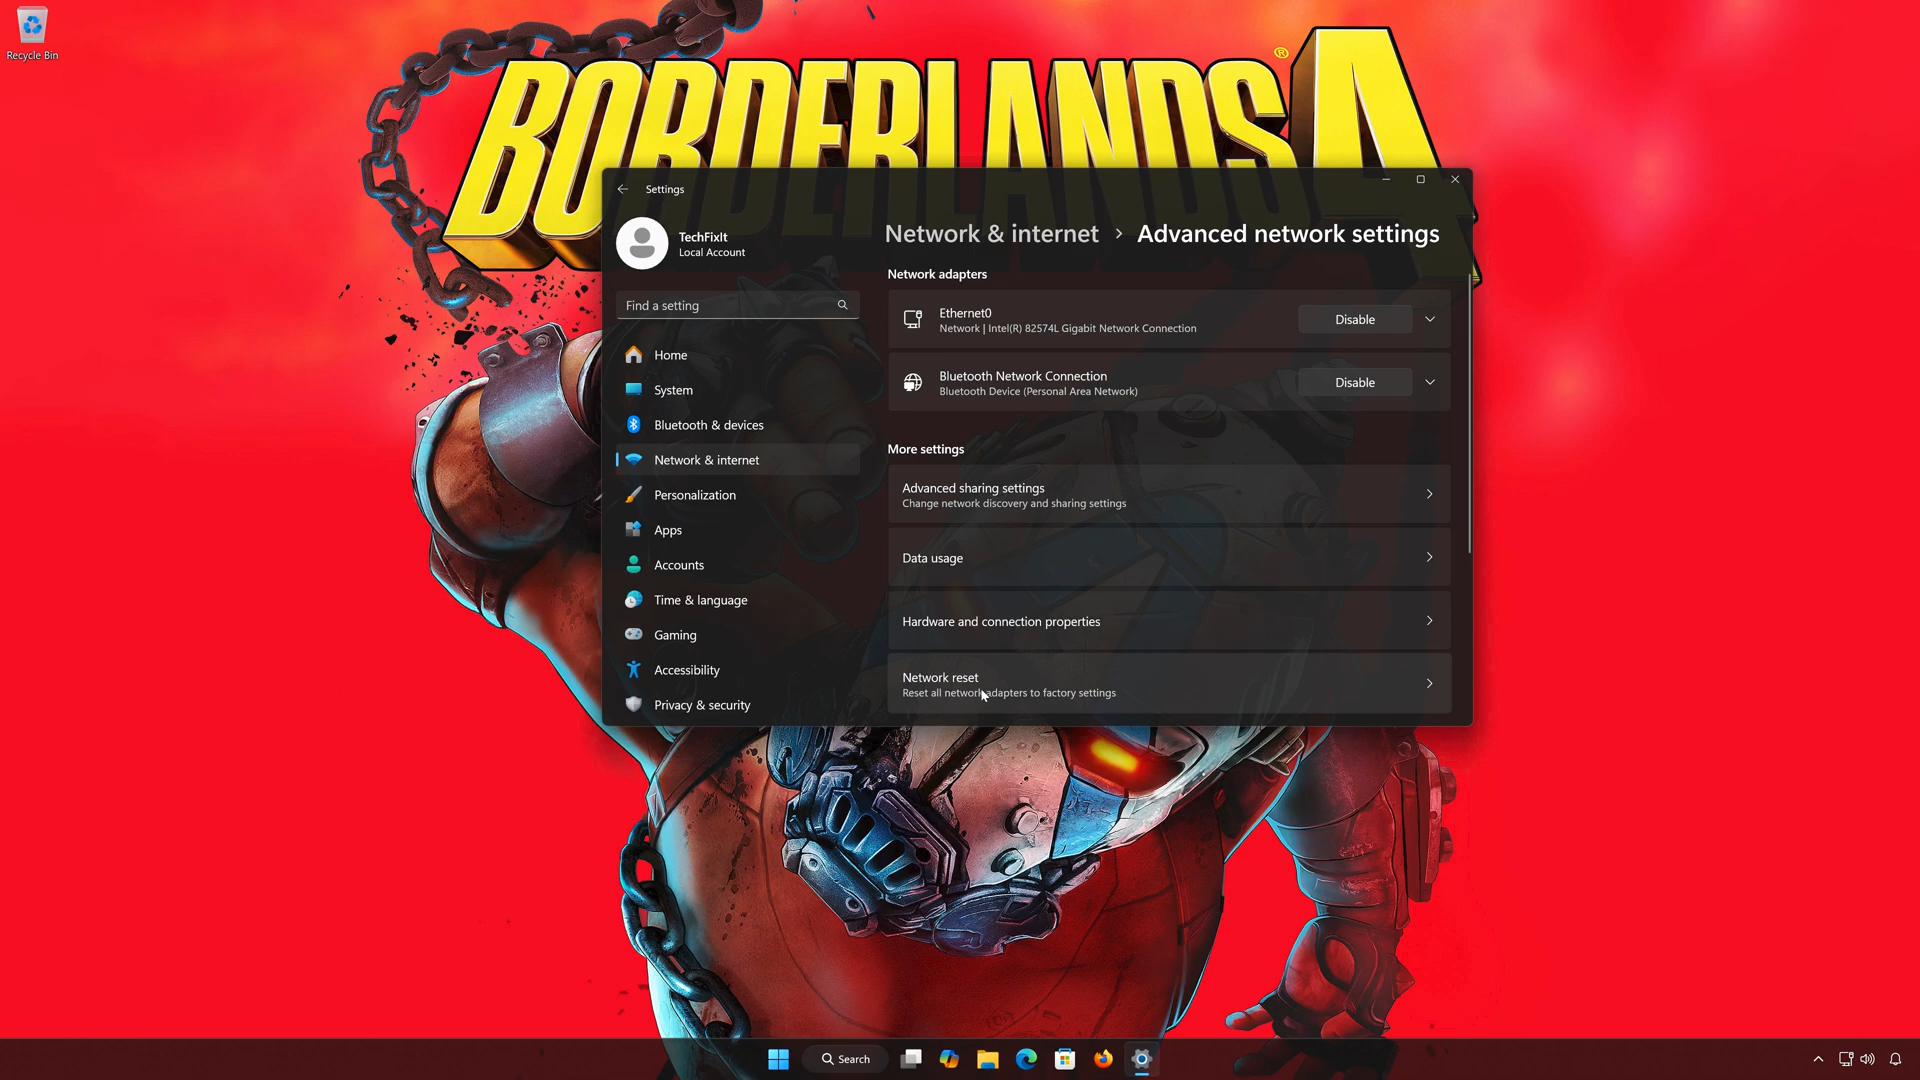 Recycle Bin
BORDERLANDS 4
®
Settings
TechFixIt
Local Account
Find a setting
Home
System
Bluetooth & devices
Network & internet
Personalization
Apps
Accounts
Time & language
Gaming
Accessibility
Privacy & security
Network & internet > Advanced network settings
Network adapters
Ethernet0
Network | Intel(R) 82574L Gigabit Network Connection
Disable
Bluetooth Network Connection
Bluetooth Device (Personal Area Network)
Disable
More settings
Advanced sharing settings
Change network discovery and sharing settings
Data usage
Hardware and connection properties
Network reset
Reset all network adapters to factory settings
Search